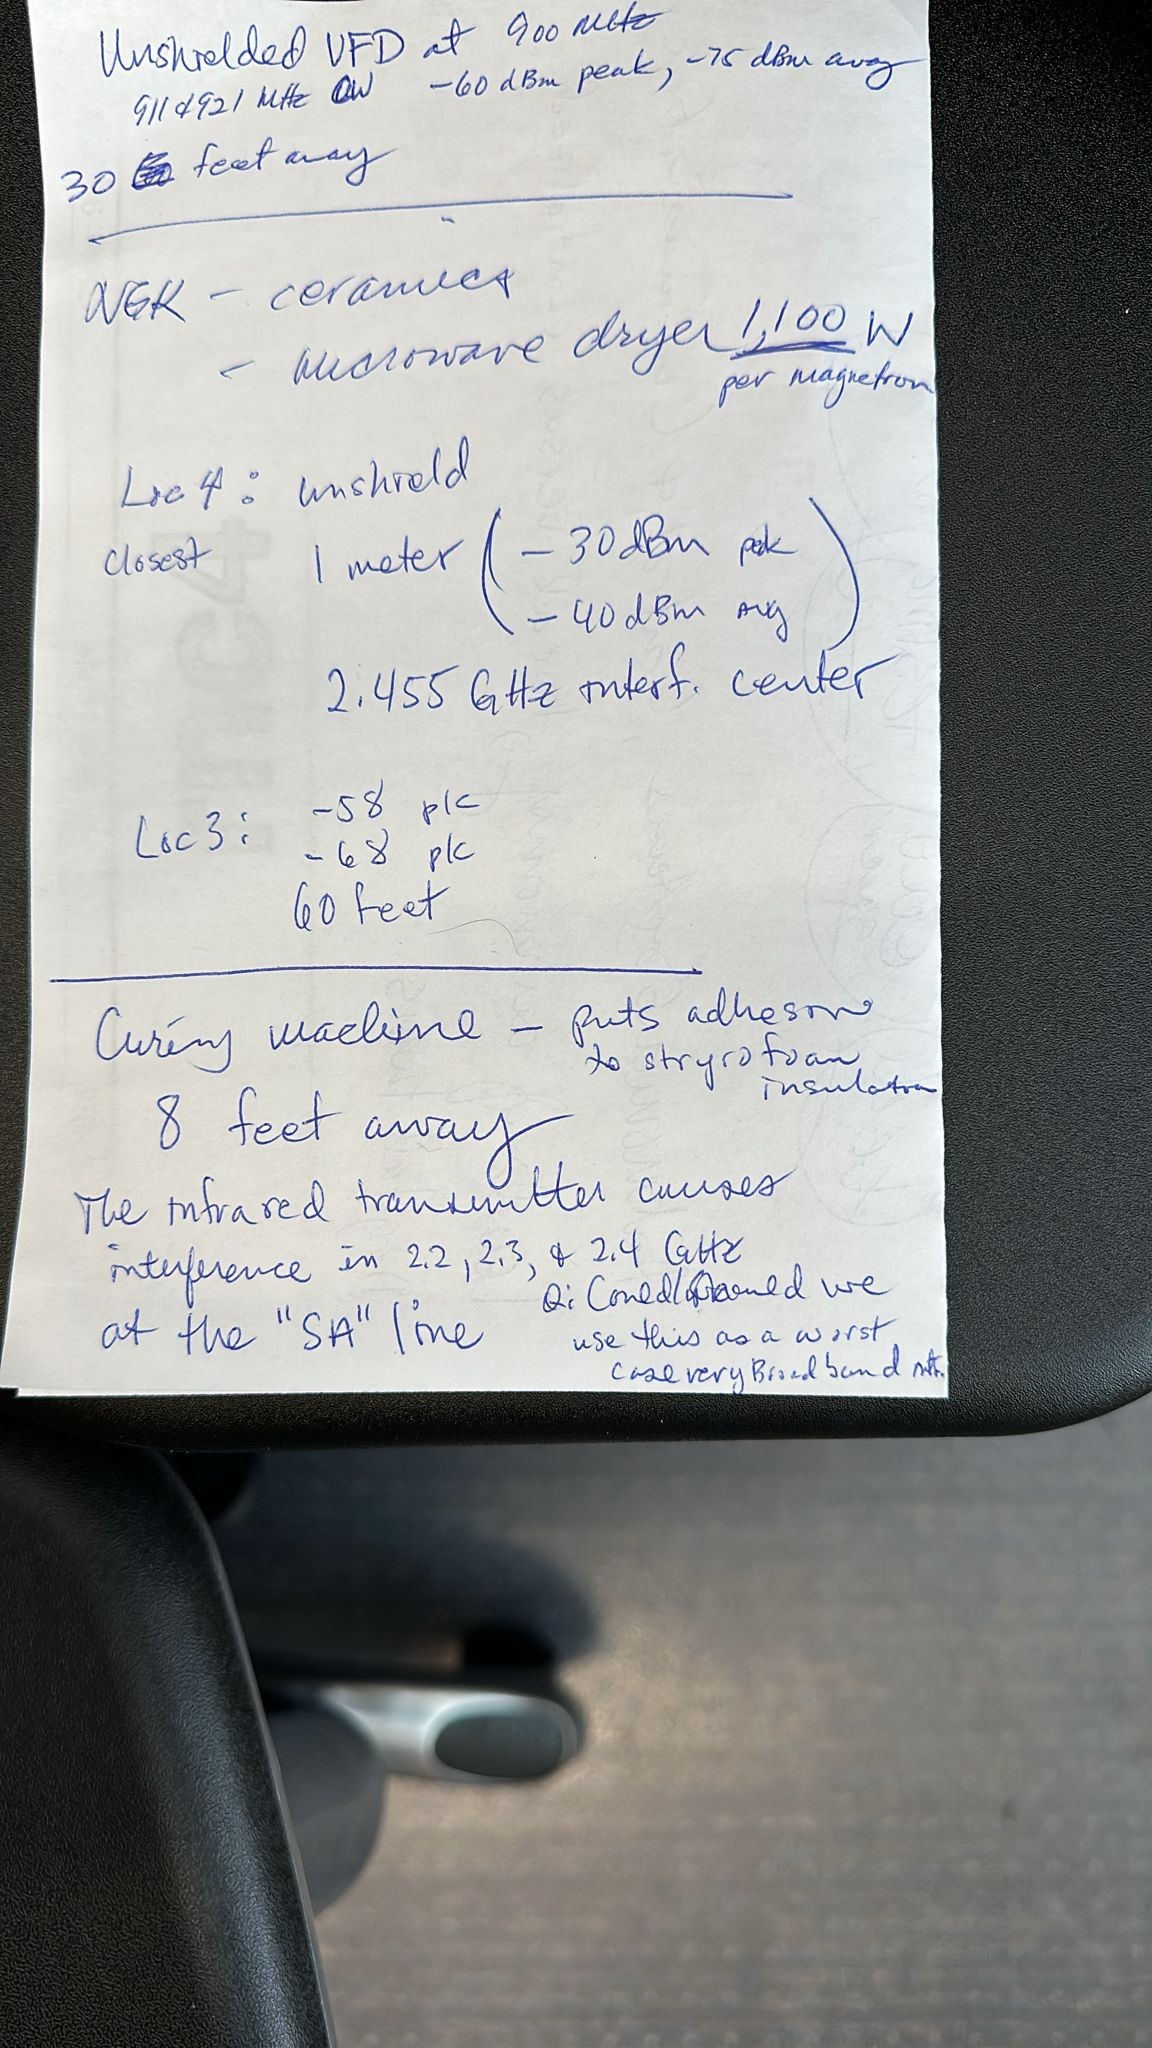 Unshielded VFD at 900 MHz
911 & 921 MHz CW -60 dBm peak, -75 dBm avg
30 feet away
NGK - ceramics
- microwave dryer 1,100 W
per magnetron
Loc 4: unshield
closest 1 meter ( -30 dBm pk
-40 dBm avg )
2.455 GHz interf. center
Loc 3: -58 pk
-68 pk
60 feet
Curing machine - puts adheson
to stryrofoam
insulation
8 feet away
The infrared transmitter causes
interference in 2.2, 2.3, & 2.4 GHz
at the "SA" line
Q: Could we
use this as a worst
case very Broadband